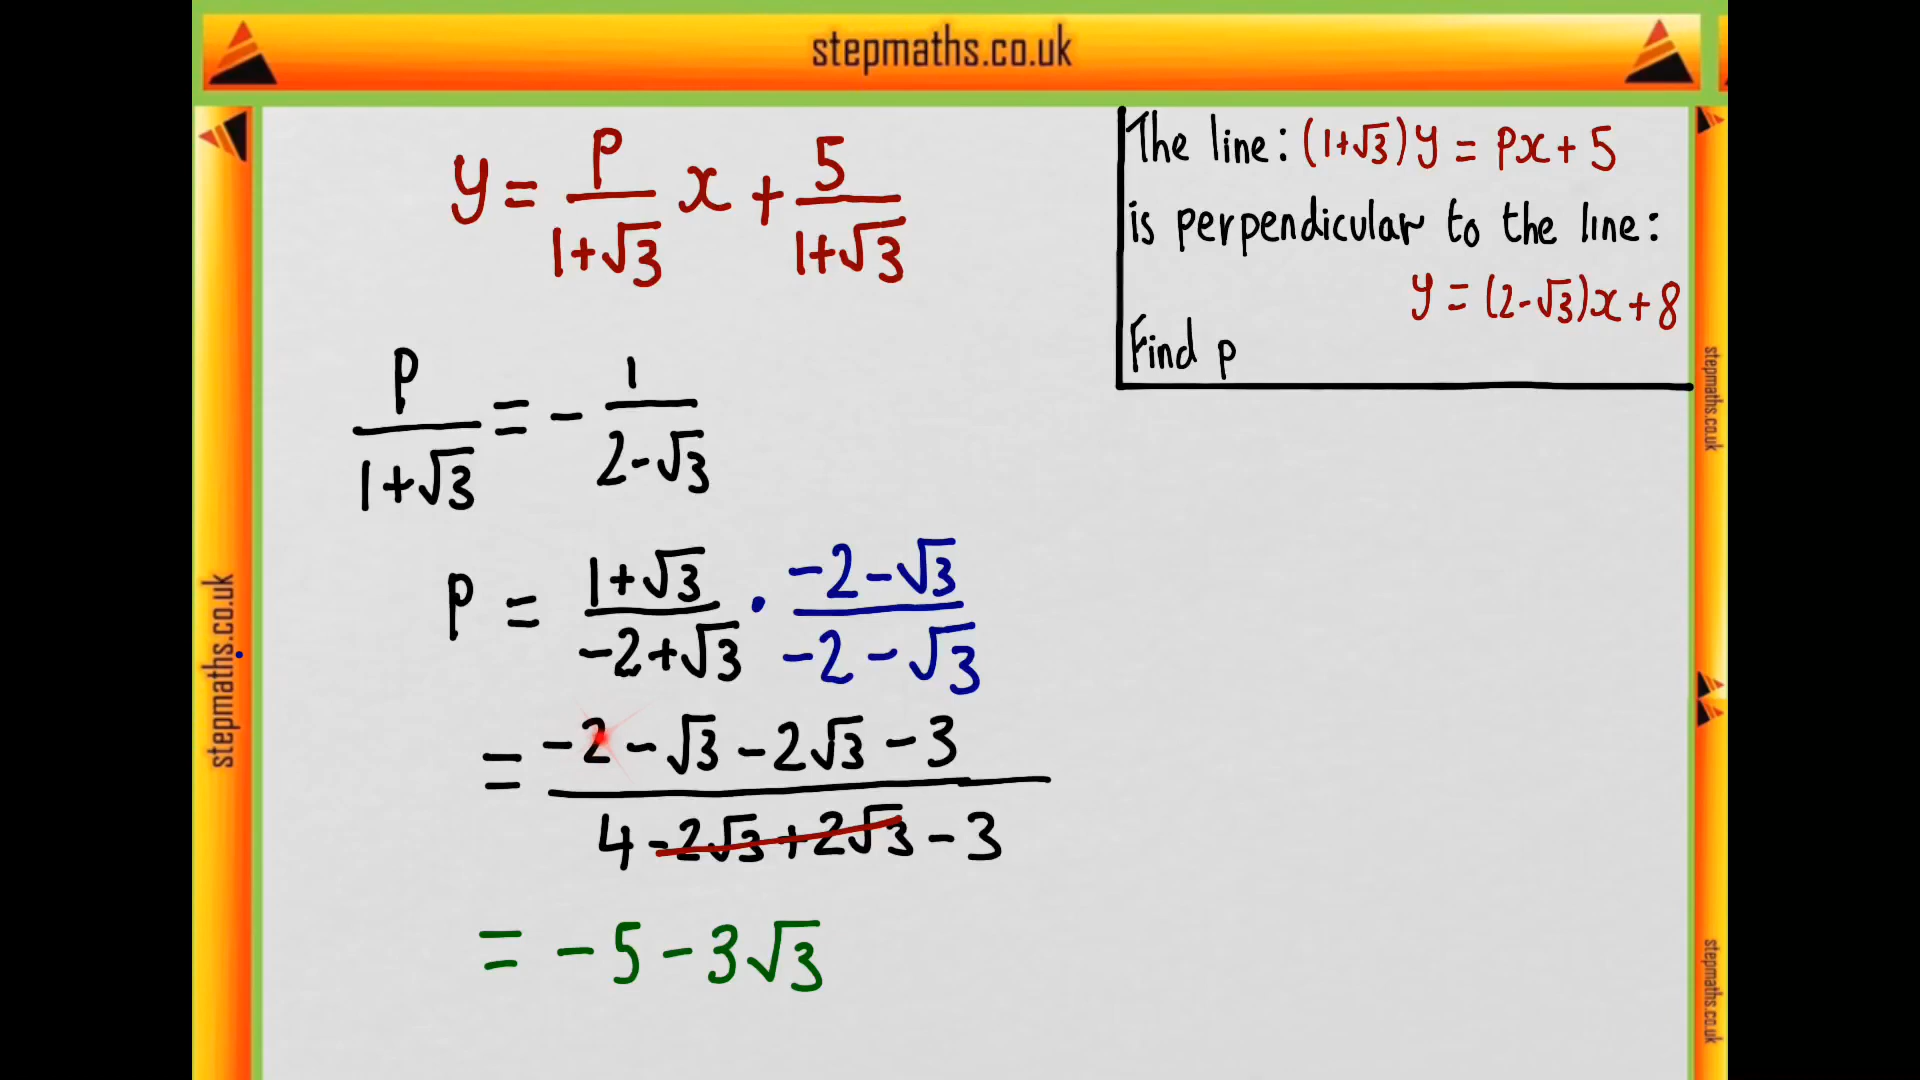 stepmaths.co.uk
y = p/(1+√3) x + 5/(1+√3)
The line: (1+√3)y = px + 5
is perpendicular to the line:
y = (2-√3)x + 8
Find p
p/(1+√3) = - 1/(2-√3)
p = (1+√3)/(-2+√3) · (-2-√3)/(-2-√3)
= (-2-√3-2√3-3)/(4-2√3+2√3-3)
= -5-3√3
stepmaths.co.uk
stepmaths.co.uk
stepmaths.co.uk